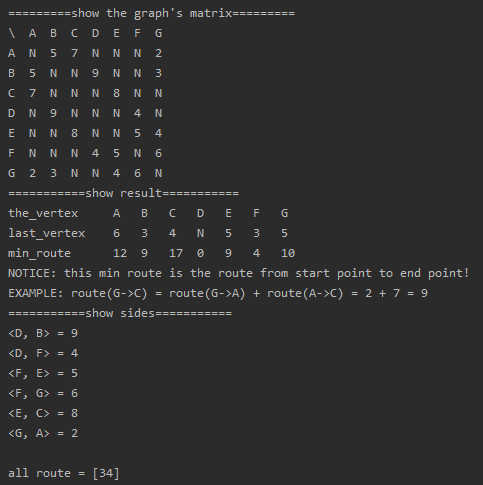 =========show the graph's matrix=========
\ A B C D E F G
A N 5 7 N N N 2
B 5 N N 9 N N 3
C 7 N N N 8 N N
D N 9 N N N 4 N
E N N 8 N N 5 4
F N N N 4 5 N 6
G 2 3 N N 4 6 N
===========show result===========
the_vertex A B C D E F G
last_vertex 6 3 4 N 5 3 5
min_route 12 9 17 0 9 4 10
NOTICE: this min route is the route from start point to end point!
EXAMPLE: route(G->C) = route(G->A) + route(A->C) = 2 + 7 = 9
===========show sides===========
<D, B> = 9
<D, F> = 4
<F, E> = 5
<F, G> = 6
<E, C> = 8
<G, A> = 2
all route = [34]